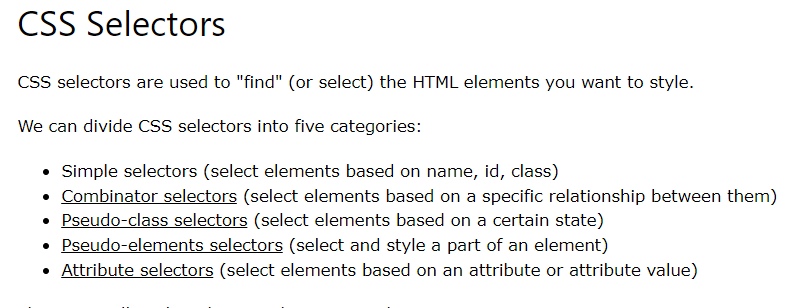 CSS Selectors
CSS selectors are used to "find" (or select) the HTML elements you want to style.
We can divide CSS selectors into five categories:
Simple selectors (select elements based on name, id, class)
Combinator selectors (select elements based on a specific relationship between them)
Pseudo-class selectors (select elements based on a certain state)
Pseudo-elements selectors (select and style a part of an element)
Attribute selectors (select elements based on an attribute or attribute value)